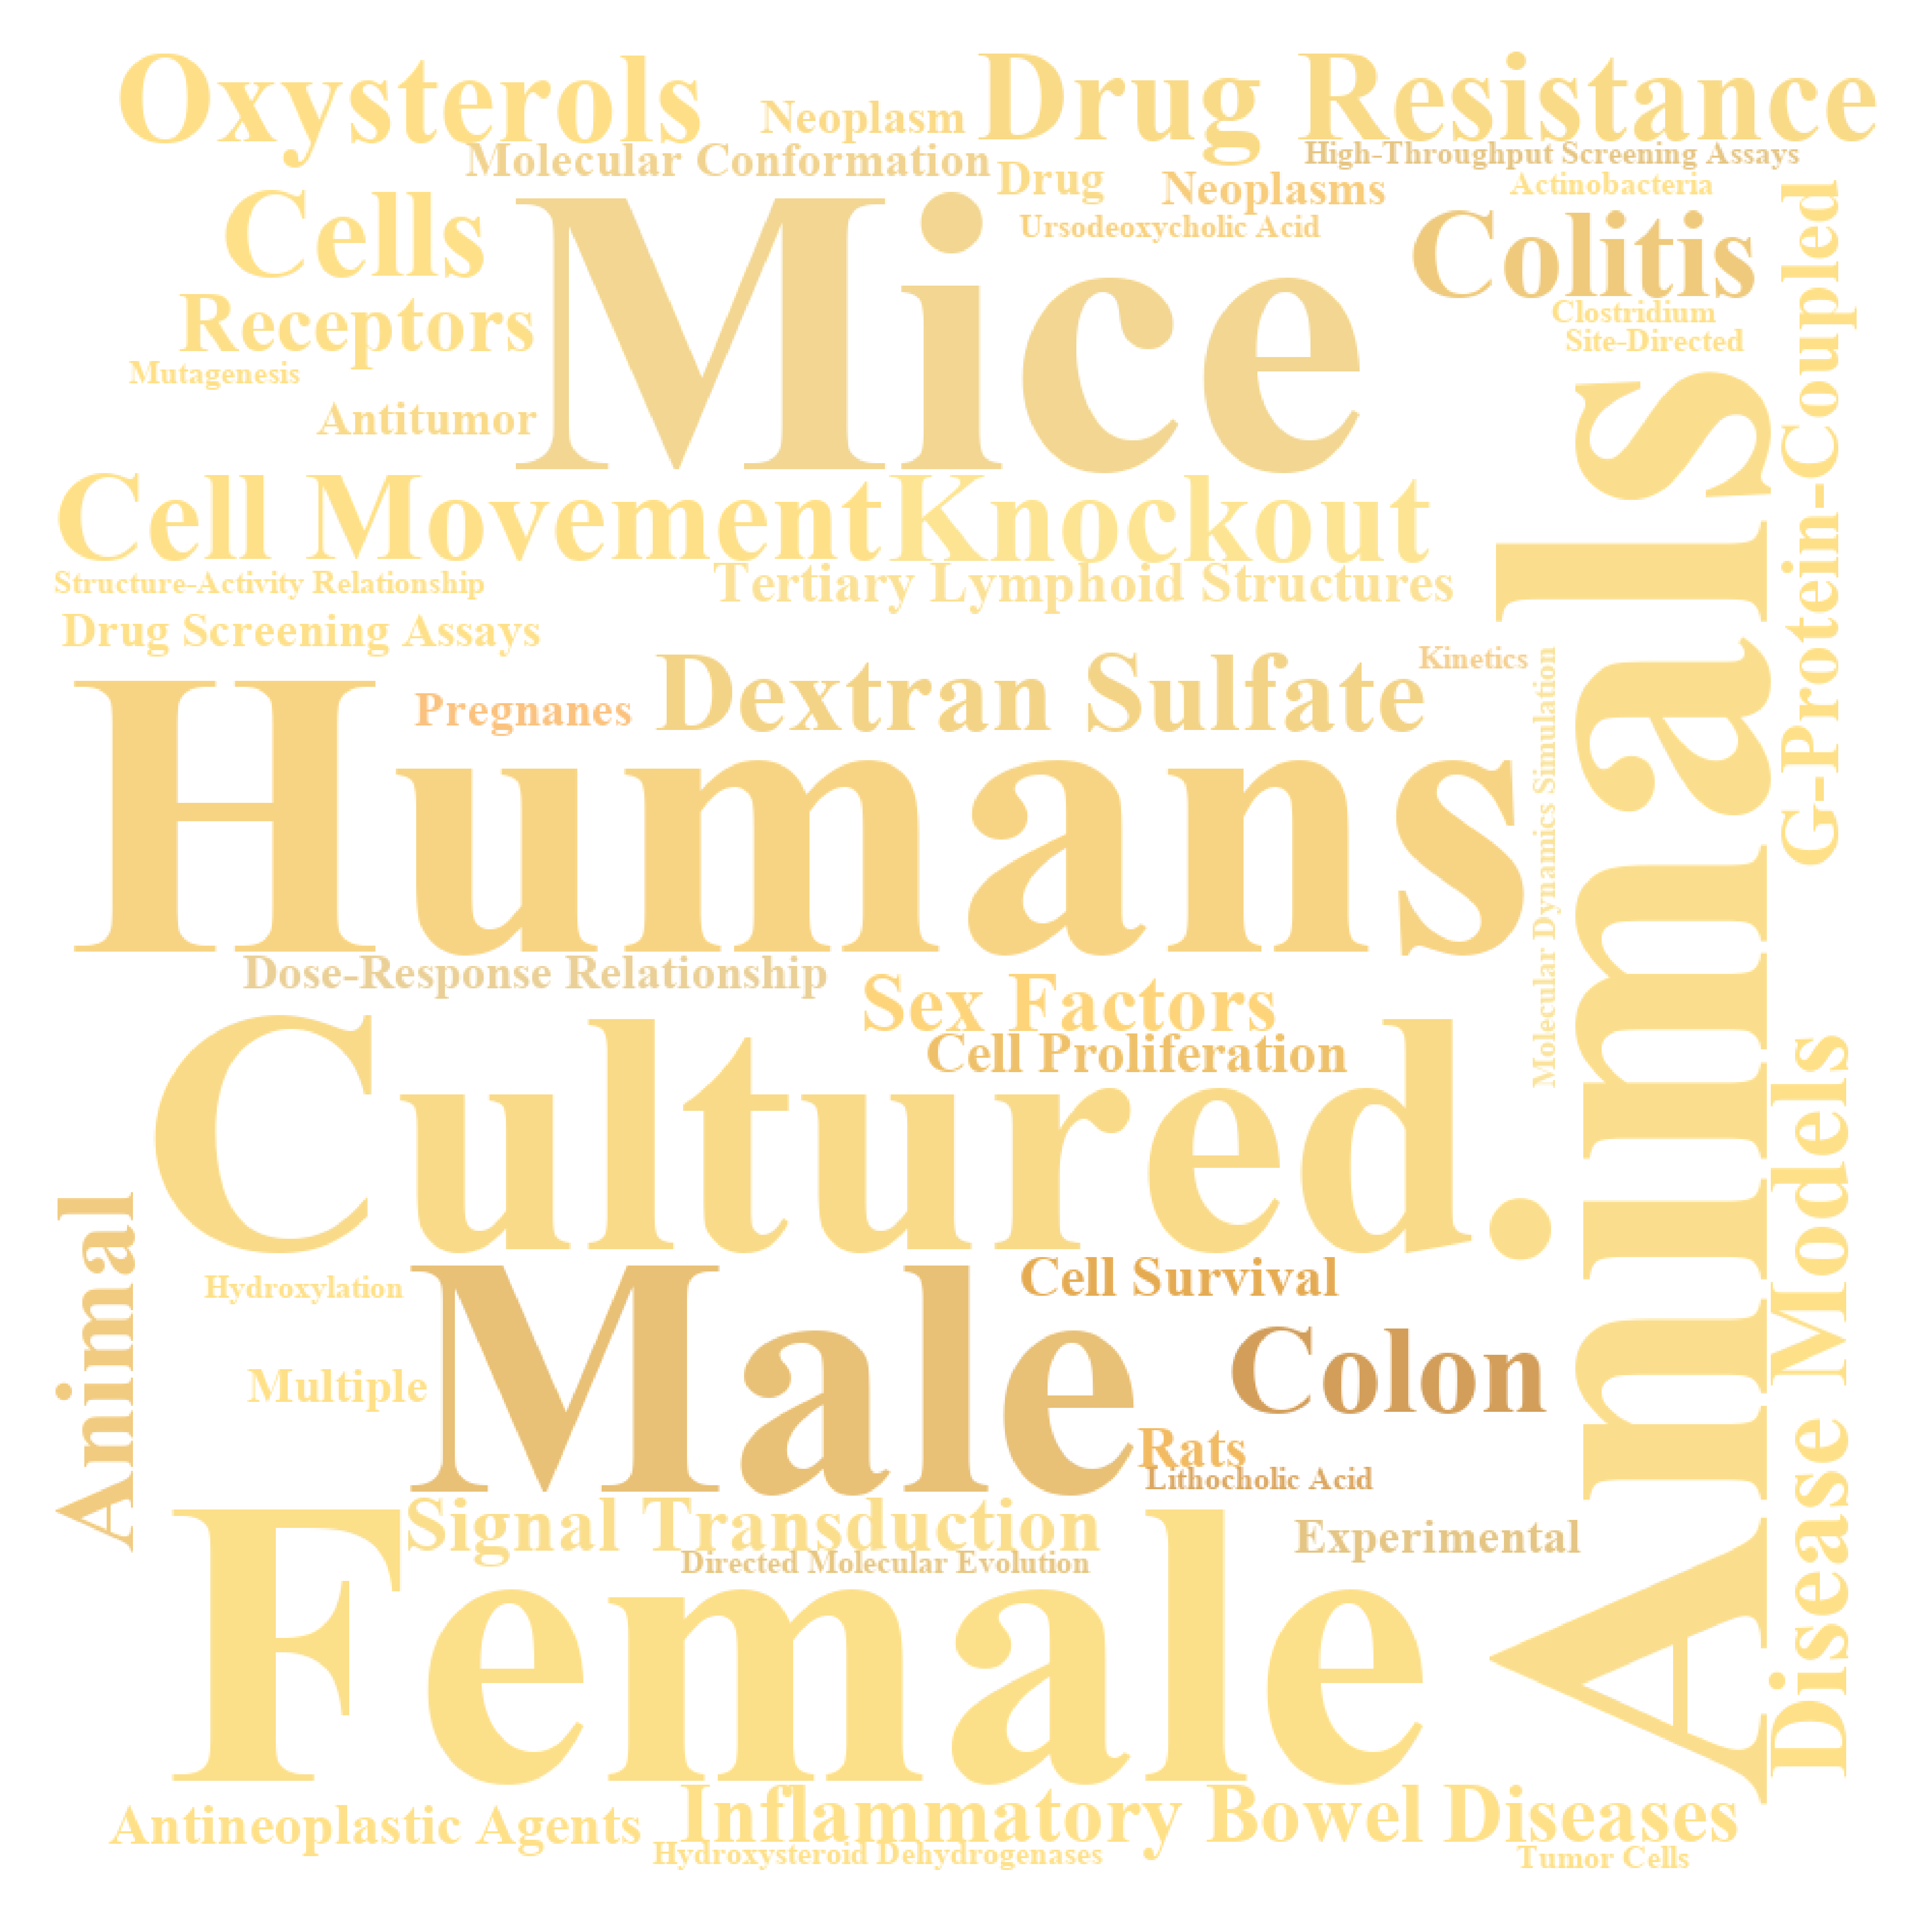 Oxysterols
Neoplasm
Drug Resistance
Molecular Conformation
High-Throughput Screening Assays
Drug
Neoplasms
Actinobacteria
Ursodeoxycholic Acid
Cells
Mice
Colitis
G-Protein-Coupled
Receptors
Clostridium
Site-Directed
Mutagenesis
Antitumor
Animals
Cell Movement
Knockout
Structure-Activity Relationship
Tertiary Lymphoid Structures
Drug Screening Assays
Kinetics
Molecular Dynamics Simulation
Pregnanes
Dextran Sulfate
Humans
Dose-Response Relationship
Sex Factors
Cell Proliferation
Cultured.
Disease Models
Animal
Hydroxylation
Cell Survival
Male
Colon
Multiple
Rats
Lithocholic Acid
Signal Transduction
Experimental
Directed Molecular Evolution
Female
Antineoplastic Agents
Inflammatory Bowel Diseases
Hydroxysteroid Dehydrogenases
Tumor Cells